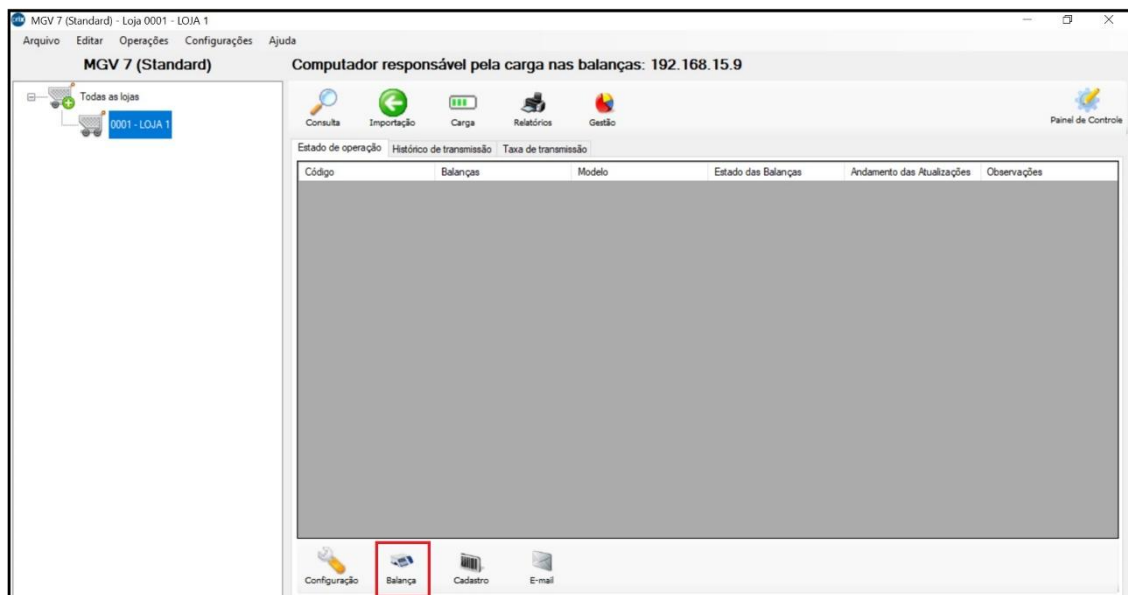 MGV 7 (Standard) - Loja 0001 - LOJA 1
Arquivo Editar Operações Configurações Ajuda
MGV 7 (Standard)
Computador responsável pela carga nas balanças: 192.168.15.9
Todas as lojas
0001 - LOJA 1
Consulta Importação Carga Relatórios Gestão Painel de Controle
Estado de operação Histórico de transmissão Taxa de transmissão
Código Balanças Modelo Estado das Balanças Andamento das Atualizações Observações
Configuração Balança Cadastro E-mail